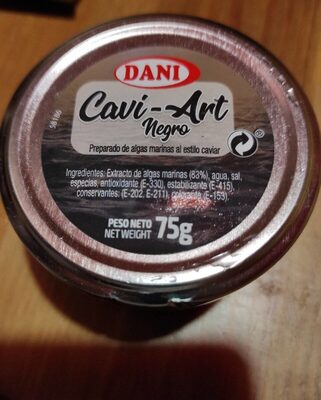 DANI
Cavi-Art
Negro
Preparado de algas marinas al estilo caviar
Ingredientes: Extracto de algas marinas (83%), agua, sal,
especias, antioxidante (E-330), estabilizante (E-415),
conservantes: (E-202, E-211), colorante (E-153).
PESO NETO
NET WEIGHT 75g